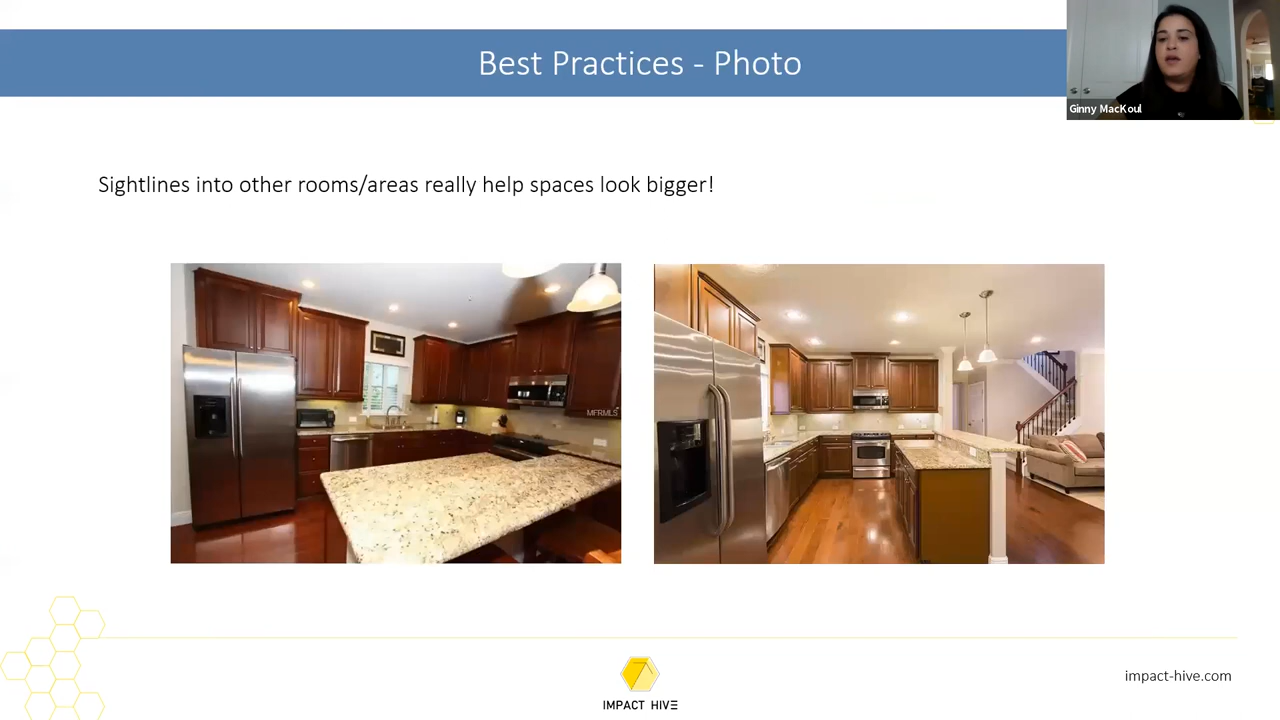 Best Practices - Photo
Ginny MacKoul
Sightlines into other rooms/areas really help spaces look bigger!
MFRMLS
IMPACT HIVE
impact-hive.com